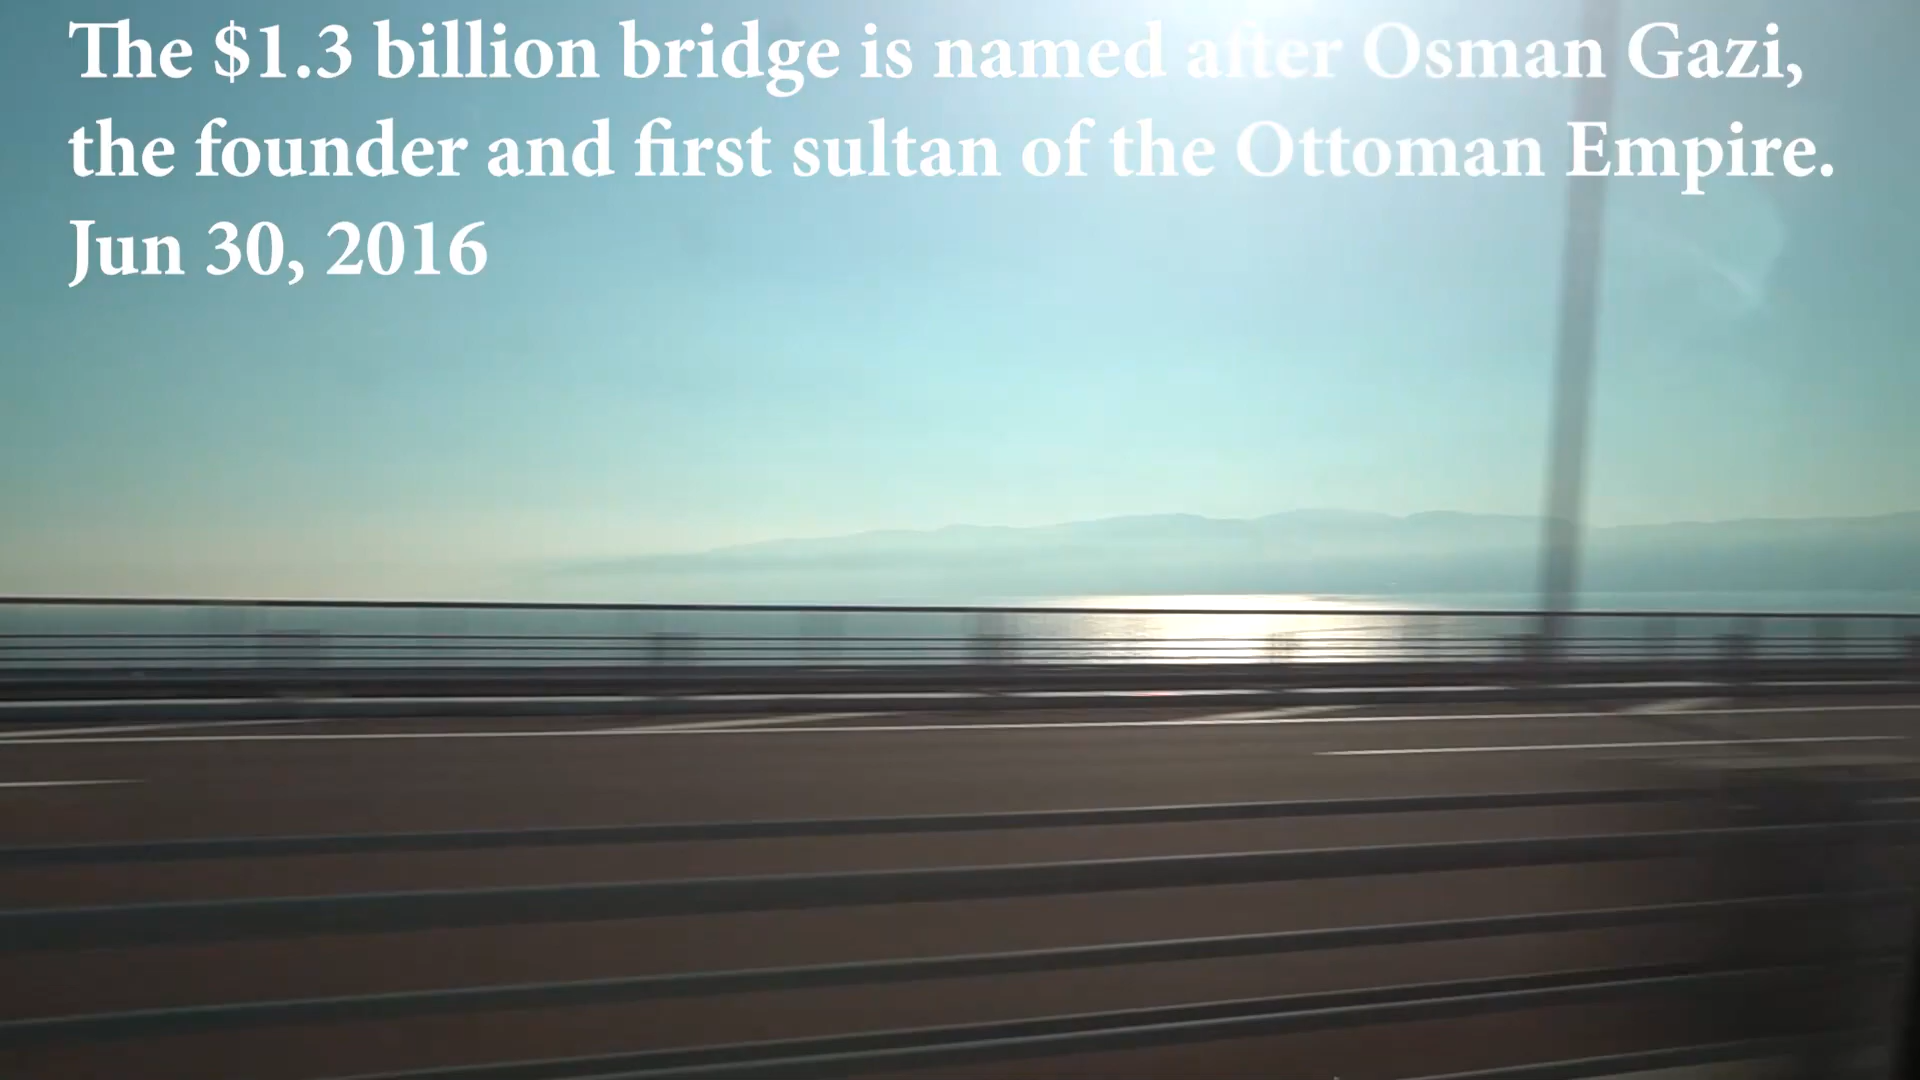 The $1.3 billion bridge is named after Osman Gazi,
the founder and first sultan of the Ottoman Empire.
Jun 30, 2016